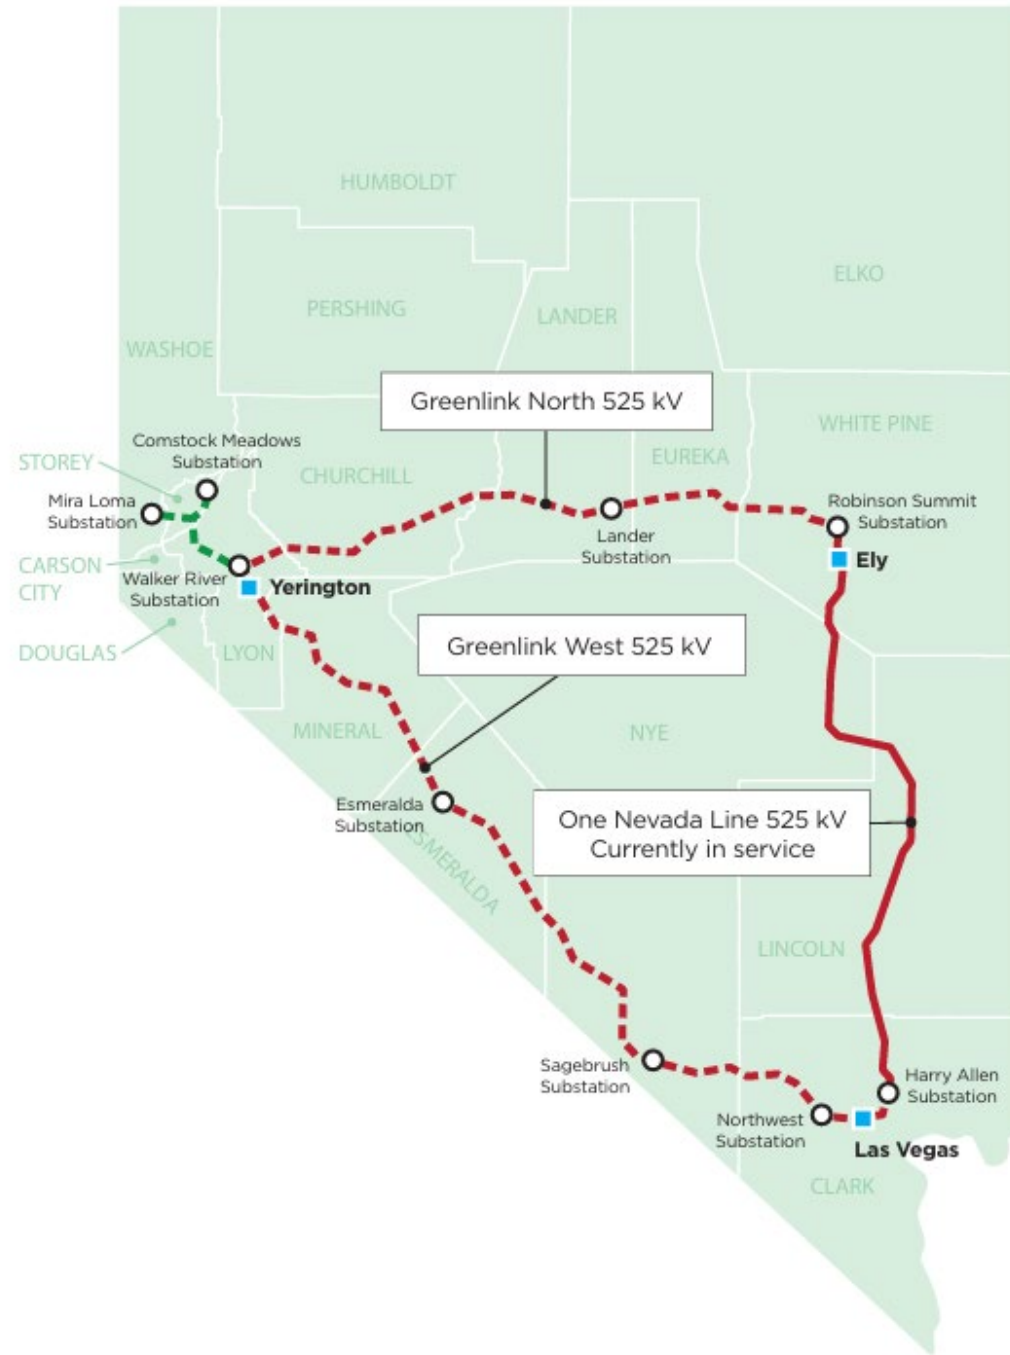 HUMBOLDT
ELKO
PERSHING
LANDER
WASHOE
Greenlink North 525 kV
WHITE PINE
Comstock Meadows
Substation
STOREY
CHURCHILL
EUREKA
Mira Loma
Substation
Robinson Summit
Substation
Lander
Substation
CARSON
CITY
Walker River
Substation
Yerington
Ely
DOUGLAS
LYON
Greenlink West 525 kV
MINERAL
NYE
Esmeralda
Substation
One Nevada Line 525 kV
Currently in service
ESMERALDA
LINCOLN
Sagebrush
Substation
Harry Allen
Substation
Northwest
Substation
Las Vegas
CLARK